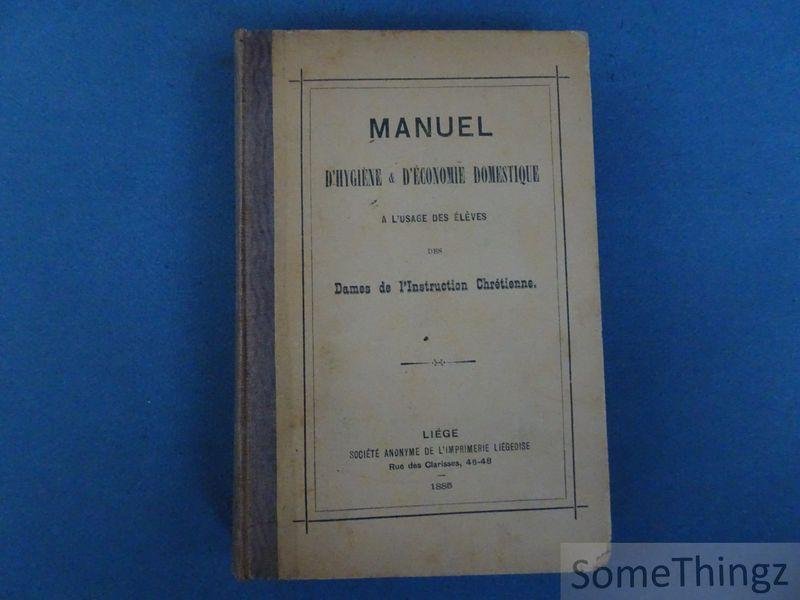 MANUEL
D'HYGIÈNE & D'ÉCONOMIE DOMESTIQUE
A L'USAGE DES ÉLÈVES
DES
Dames de l'Instruction Chrétienne.
LIÉGE
SOCIÉTÉ ANONYME DE L'IMPRIMERIE LIÉGEOISE
Rue des Clarisses, 46-48
1885
SomeThingz